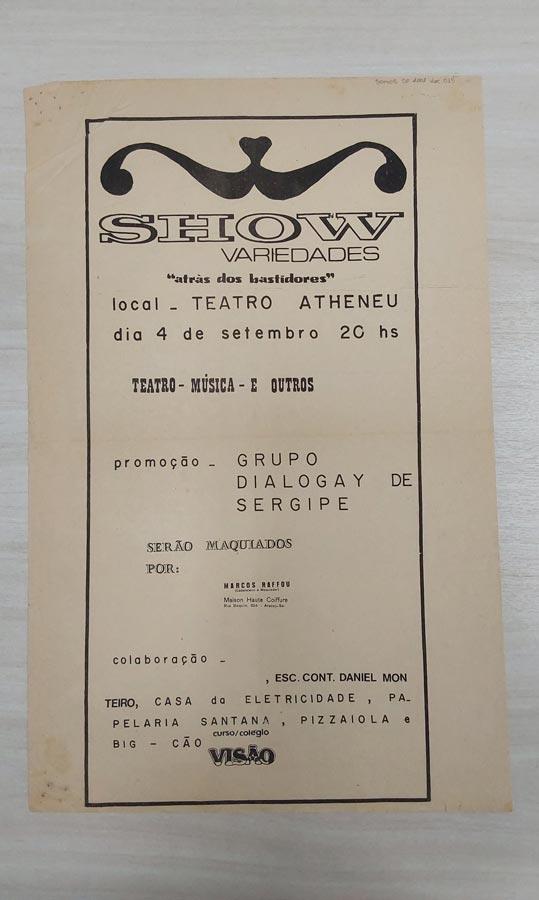 SHOW
VARIEDADES
"atràs dos bastidores"
local - TEATRO ATHENEU
dia 4 de setembro 20 hs
TEATRO - MÚSICA - E OUTROS
promoção - GRUPO
DIALOGAY DE
SERGIPE
SERÃO MAQUIADOS
POR:
MARCOS RAFFOU
Maison Haute Coiffure
colaboração -
, ESC. CONT. DANIEL MON
TEIRO, CASA da ELETRICIDADE , PA-
PELARIA SANTANA , PIZZAIOLA e
BIG - CÃO
curso/colégio
VISÃO